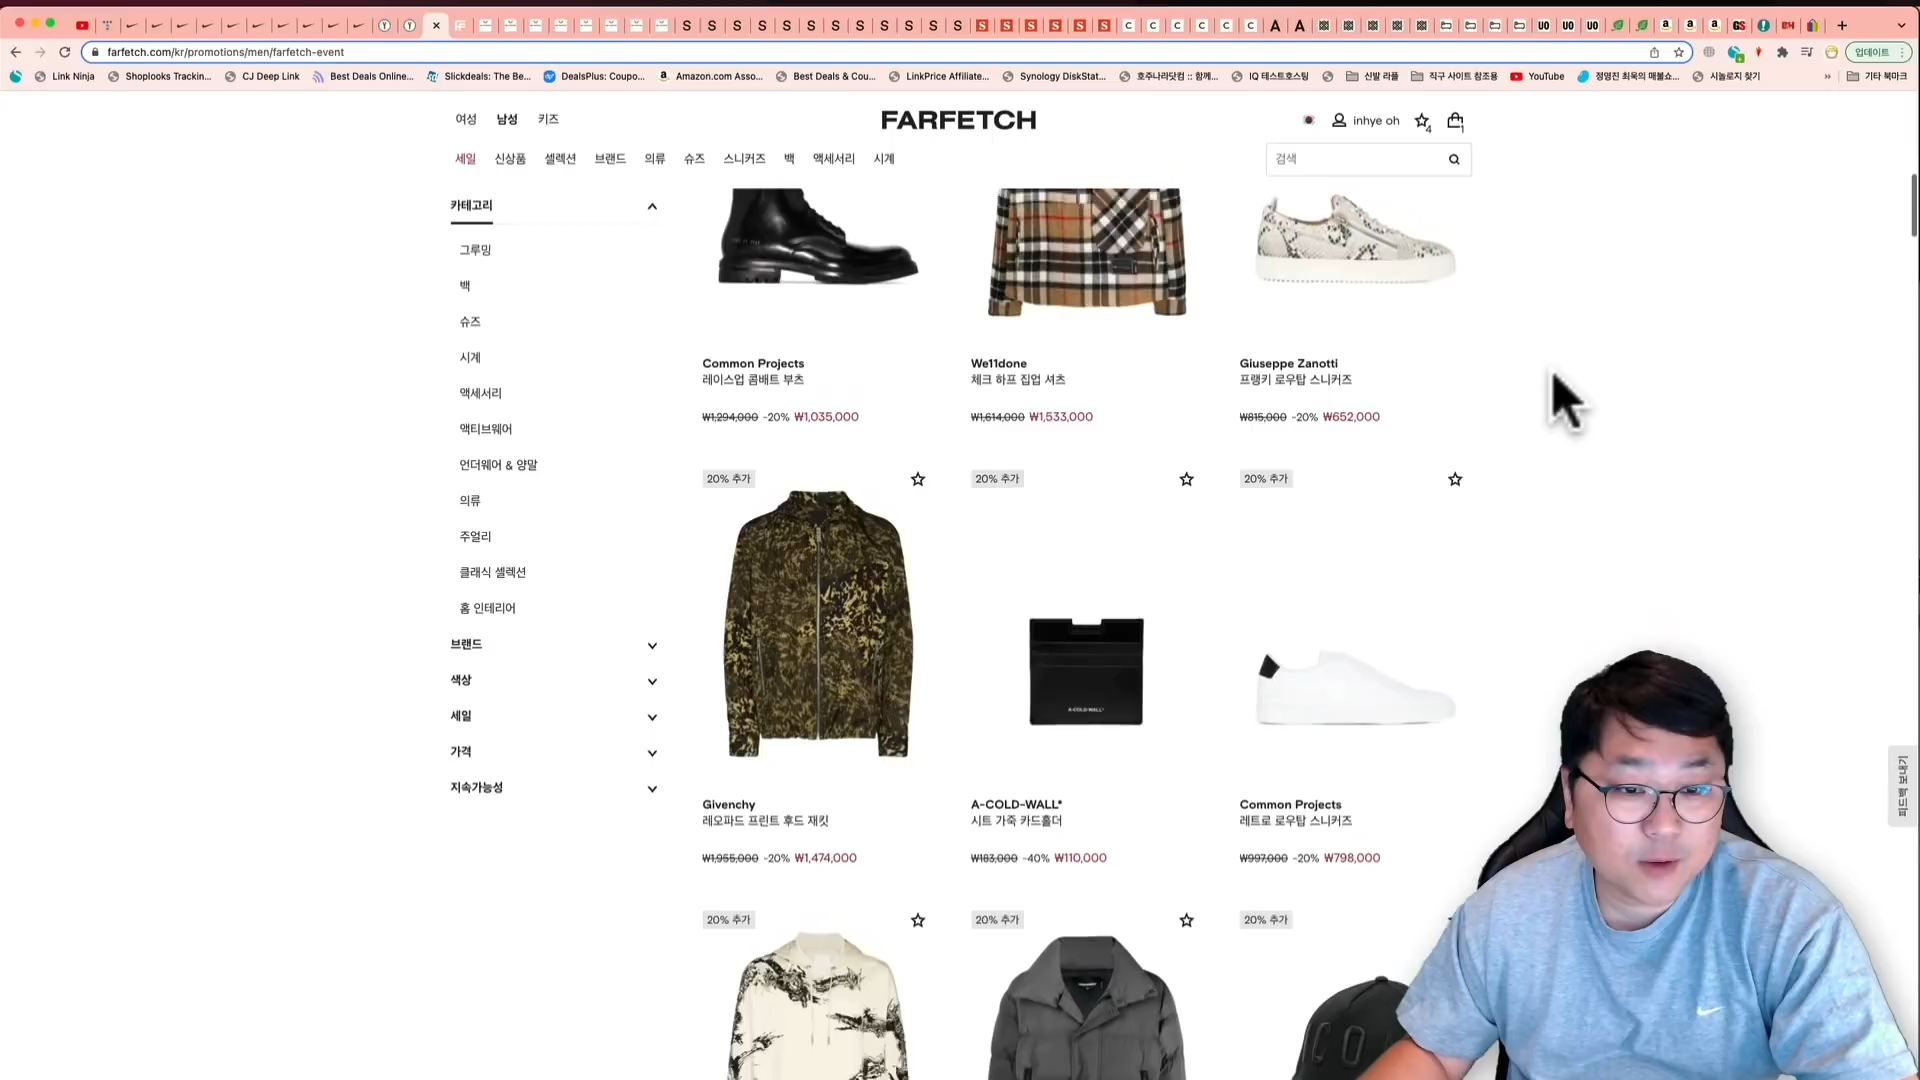 farfetch.com/kr/promotions/men/farfetch-event
업데이트
Link Ninja
Shoplooks Trackin...
CJ Deep Link
Best Deals Online...
Slickdeals: The Be...
DealsPlus: Coupo...
Amazon.com Asso...
Best Deals & Cou...
LinkPrice Affiliate...
Synology DiskStat...
호주나라닷컴 :: 함께...
IQ 테스트호스팅
신발 라플
직구 사이트 참조용
YouTube
정영진 최욱의 매불쇼...
시놀로지 찾기
기타 북마크
여성 남성 키즈
FARFETCH
inhye oh
4
1
세일 신상품 셀렉션 브랜드 의류 슈즈 스니커즈 백 액세서리 시계
검색
카테고리
그루밍
백
슈즈
시계
액세서리
액티브웨어
언더웨어 & 양말
의류
주얼리
클래식 셀렉션
홈 인테리어
브랜드
색상
세일
가격
지속가능성
Common Projects
레이스업 콤배트 부츠
₩1,294,000 -20% ₩1,035,000
We11done
체크 하프 집업 셔츠
₩1,614,000 ₩1,533,000
Giuseppe Zanotti
프랭키 로우탑 스니커즈
₩815,000 -20% ₩652,000
20% 추가
20% 추가
20% 추가
A-COLD-WALL*
Givenchy
레오파드 프린트 후드 재킷
₩1,955,000 -20% ₩1,474,000
A-COLD-WALL*
시트 가죽 카드홀더
₩183,000 -40% ₩110,000
Common Projects
레트로 로우탑 스니커즈
₩997,000 -20% ₩798,000
20% 추가
20% 추가
20% 추가
피드백 보내기